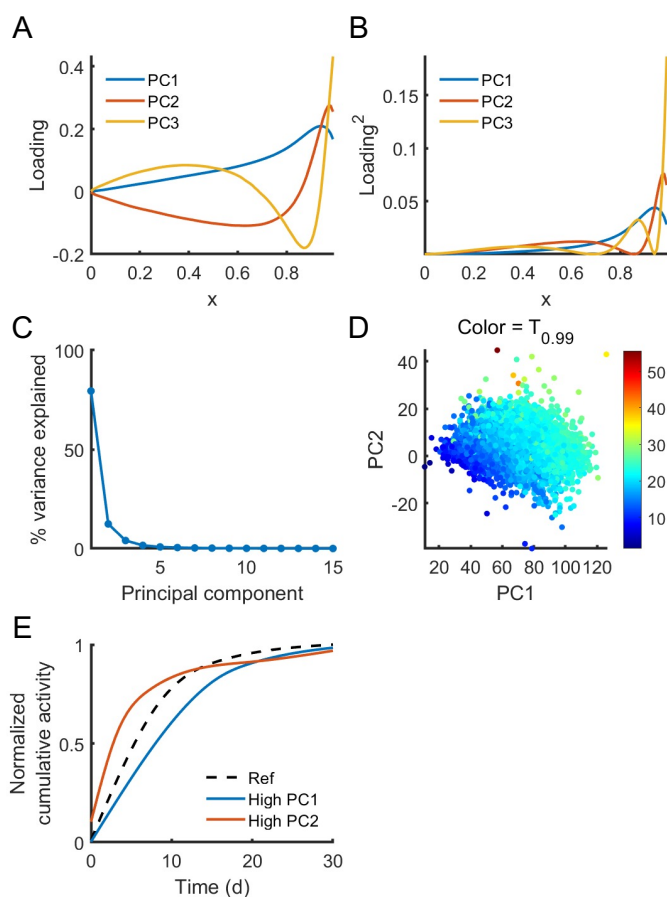 A
Loading
0.4
0.2
0
-0.2
PC1
PC2
PC3
0 0.2 0.4 0.6 0.8
x
B
Loading²
0.15
0.1
0.05
PC1
PC2
PC3
0 0.2 0.4 0.6 0.8
x
C
% variance explained
100
50
0
5 10 15
Principal component
D
Color = T0.99
PC2
40
20
0
-20
20 40 60 80 100 120
PC1
50
40
30
20
10
E
Normalized
cumulative activity
1
0.5
0
Ref
High PC1
High PC2
0 10 20 30
Time (d)